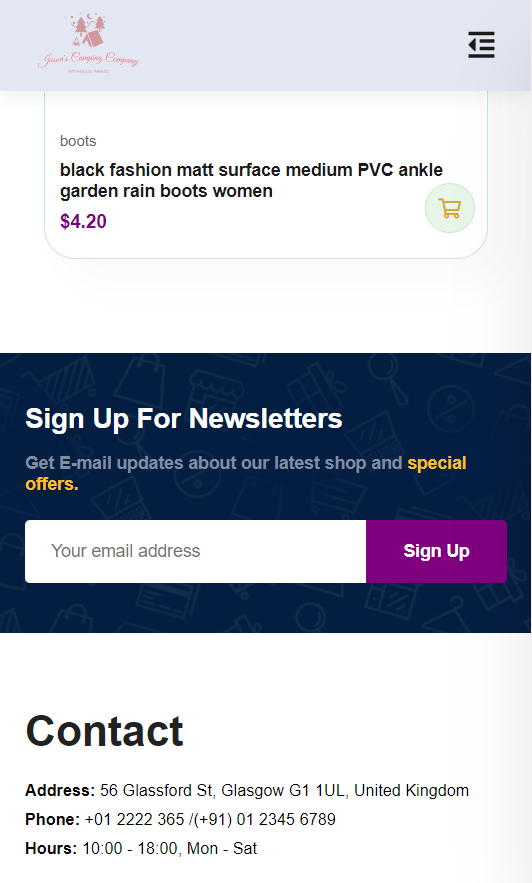 Jason's Camping Company
boots
black fashion matt surface medium PVC ankle
garden rain boots women
$4.20
Sign Up For Newsletters
Get E-mail updates about our latest shop and special
offers.
Your email address
Sign Up
Contact
Address: 56 Glassford St, Glasgow G1 1UL, United Kingdom
Phone: +01 2222 365 /(+91) 01 2345 6789
Hours: 10:00 - 18:00, Mon - Sat